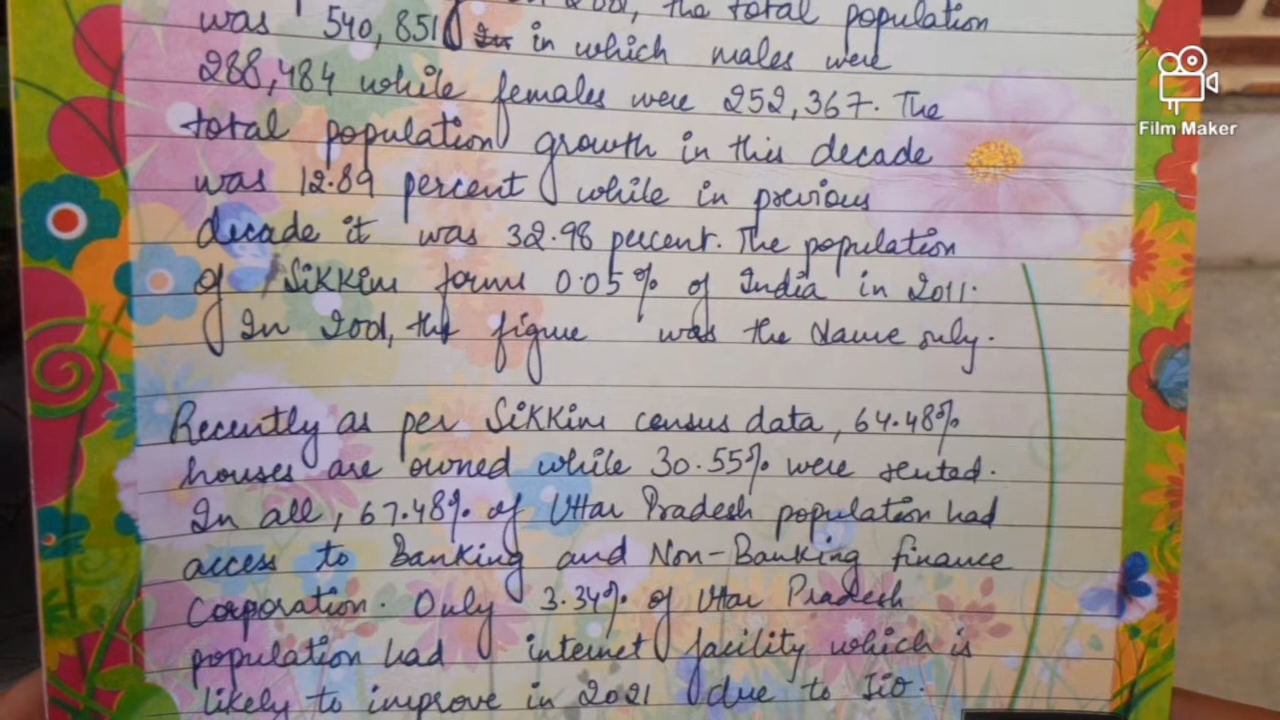 in 2001, the total population
was 540,851 in which males were
288,484 while females were 252,367. The
total population growth in this decade
was 12.89 percent while in previous
decade it was 32.98 percent. The population
of Sikkim forms 0.05% of India in 2011.
In 2001, the figure was the same only.
Recently as per Sikkim census data, 64.48%
houses are owned while 30.55% were rented.
In all, 67.48% of Uttar Pradesh population had
access to Banking and Non-Banking finance
Corporation. Only 3.34% of Uttar Pradesh
population had internet facility which is
likely to improve in 2021 due to Jio.
Film Maker